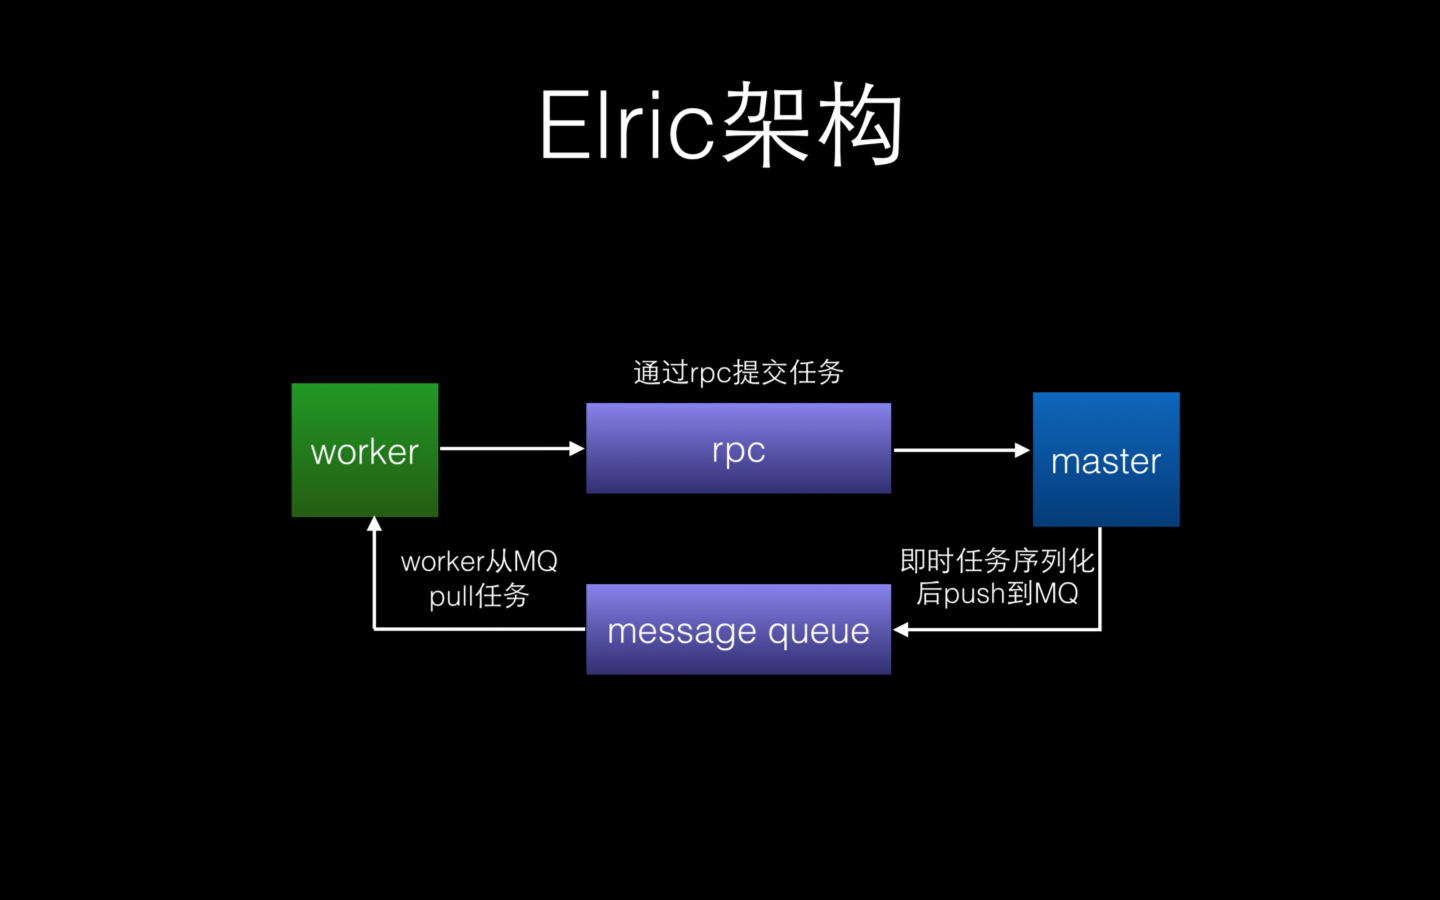 Elric架构
通过rpc提交任务
worker
rpc
master
worker从MQ
pull任务
即时任务序列化
后push到MQ
message queue